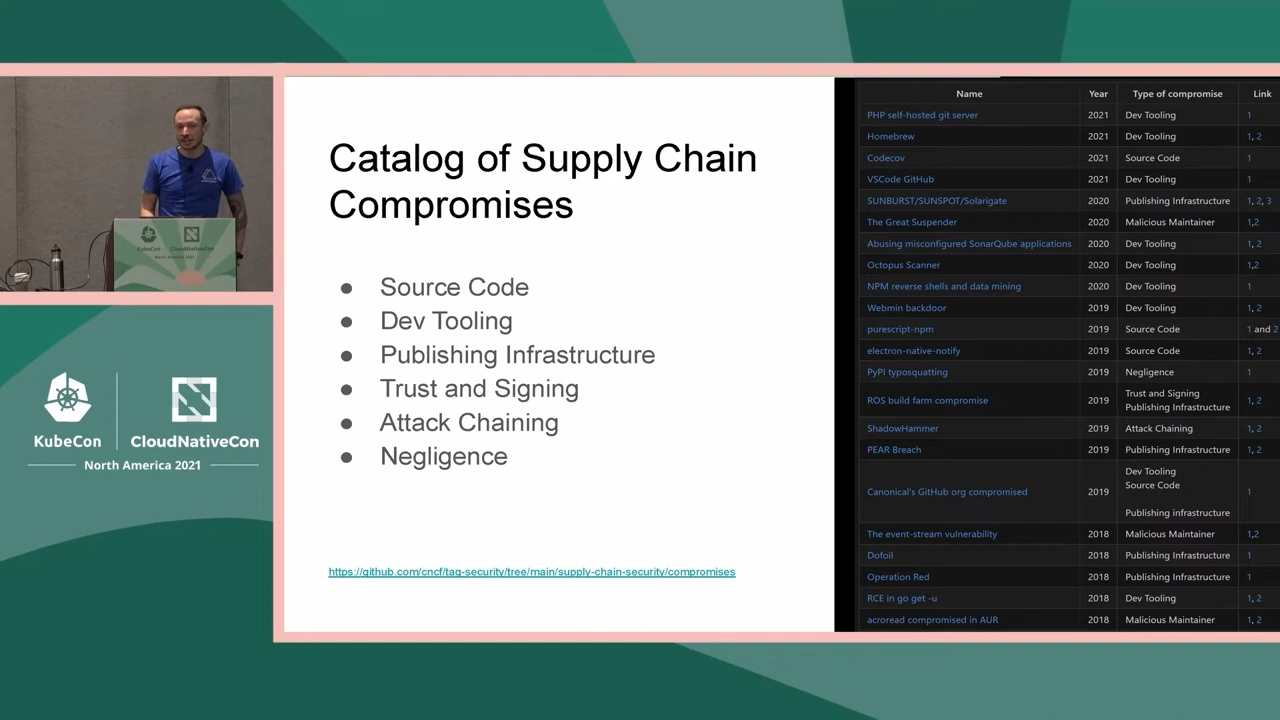 Catalog of Supply Chain
Compromises
● Source Code
● Dev Tooling
● Publishing Infrastructure
● Trust and Signing
● Attack Chaining
● Negligence
https://github.com/cncf/tag-security/tree/main/supply-chain-security/compromises
Name Year Type of compromise Link
PHP self-hosted git server 2021 Dev Tooling 1
Homebrew 2021 Dev Tooling 1, 2
Codecov 2021 Source Code 1
VSCode GitHub 2021 Dev Tooling 1
SUNBURST/SUNSPOT/Solarigate 2020 Publishing Infrastructure 1, 2, 3
The Great Suspender 2020 Malicious Maintainer 1,2
Abusing misconfigured SonarQube applications 2020 Dev Tooling 1, 2
Octopus Scanner 2020 Dev Tooling 1,2
NPM reverse shells and data mining 2020 Dev Tooling 1
Webmin backdoor 2019 Dev Tooling 1, 2
purescript-npm 2019 Source Code 1 and 2
electron-native-notify 2019 Source Code 1, 2
PyPI typosquatting 2019 Negligence 1
ROS build farm compromise 2019 Trust and Signing 1, 2
Publishing Infrastructure
ShadowHammer 2019 Attack Chaining 1, 2
PEAR Breach 2019 Publishing Infrastructure 1, 2
Dev Tooling
Source Code
Canonical's GitHub org compromised 2019 1
Publishing infrastructure
The event-stream vulnerability 2018 Malicious Maintainer 1,2
Dofoil 2018 Publishing Infrastructure 1
Operation Red 2018 Publishing Infrastructure 1
RCE in go get -u 2018 Dev Tooling 1, 2
acroread compromised in AUR 2018 Malicious Maintainer 1, 2
KubeCon CloudNativeCon
North America 2021
KubeCon CloudNativeCon
North America 2021